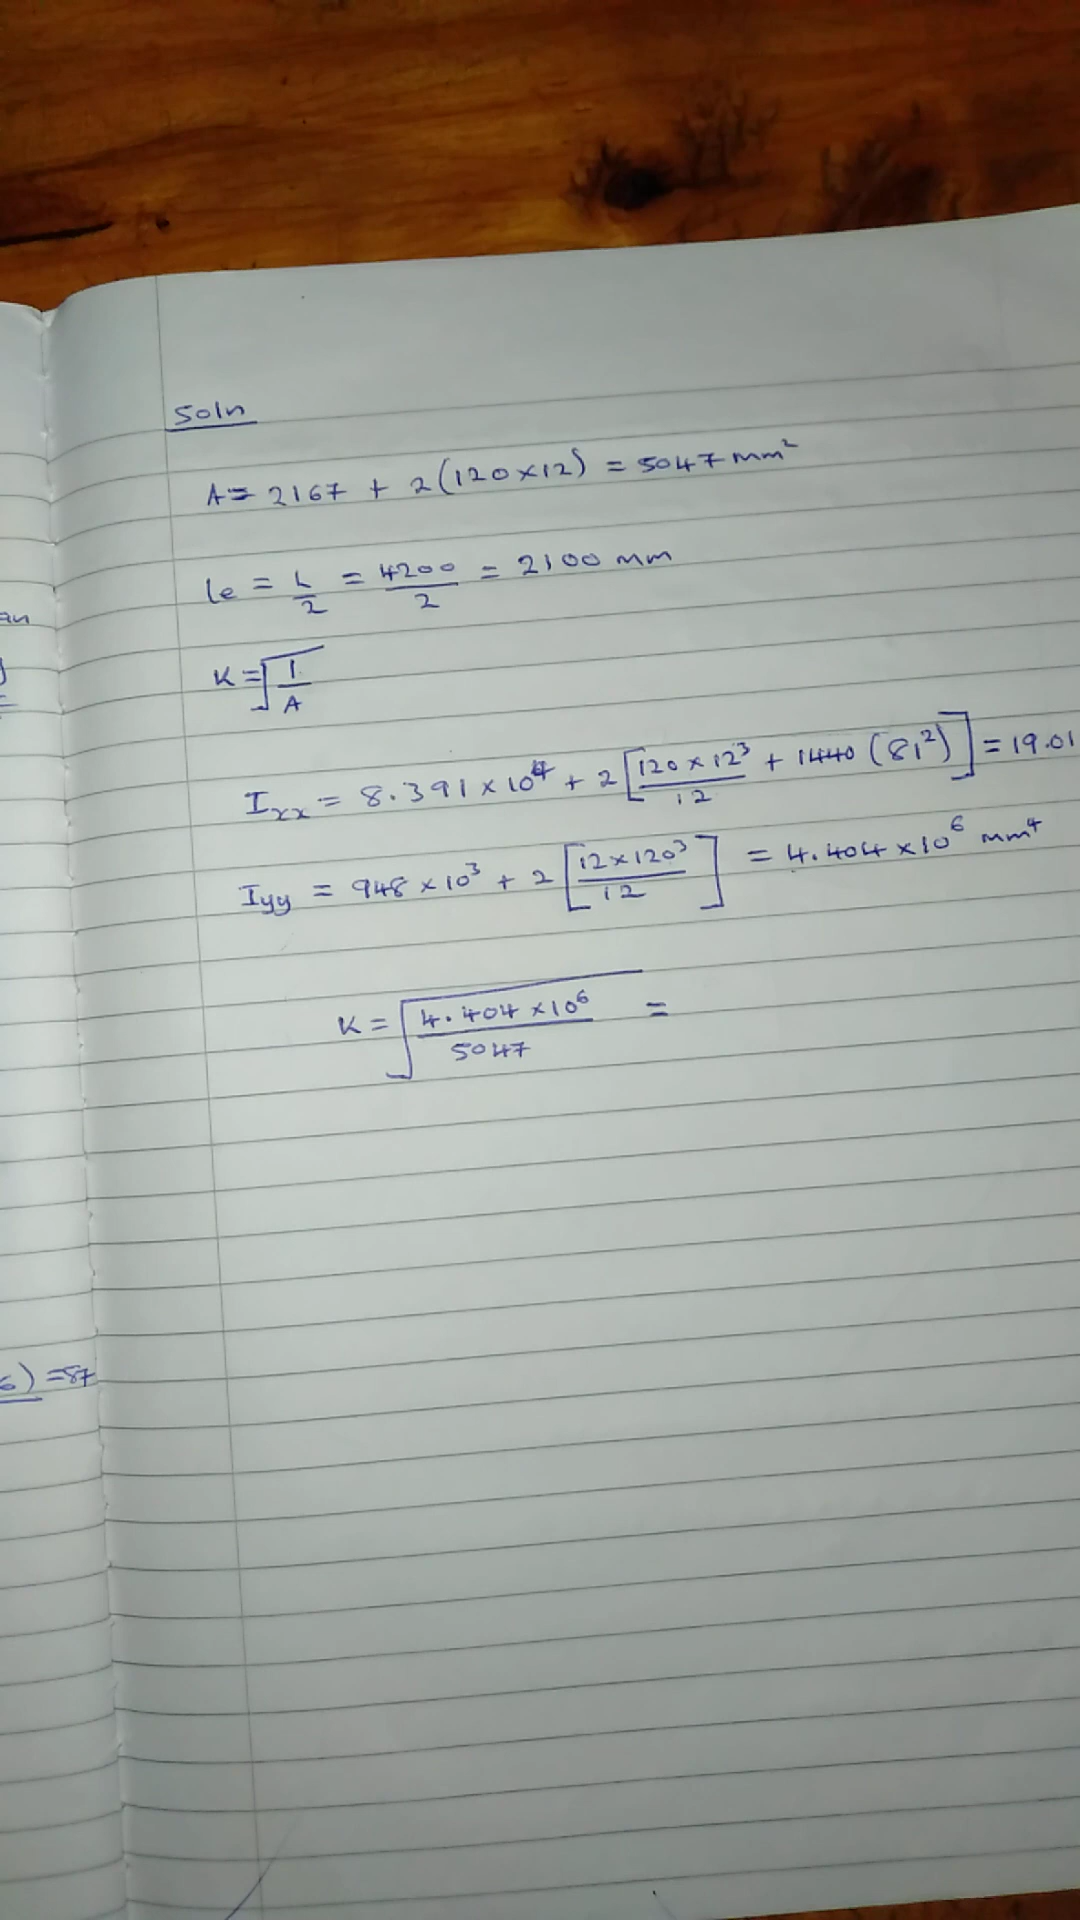 Soln
A = 2167 + 2(120×12) = 5047 mm²
le = L/2 = 4200/2 = 2100 mm
K = √(I/A)
Ixx = 8.391 × 10⁴ + 2[120 × 12³/12 + 1440 (81²)] = 19.01
Iyy = 948 × 10³ + 2[12×120³/12] = 4.404 × 10⁶ mm⁴
K = √(4.404 × 10⁶/5047) =
) = 87